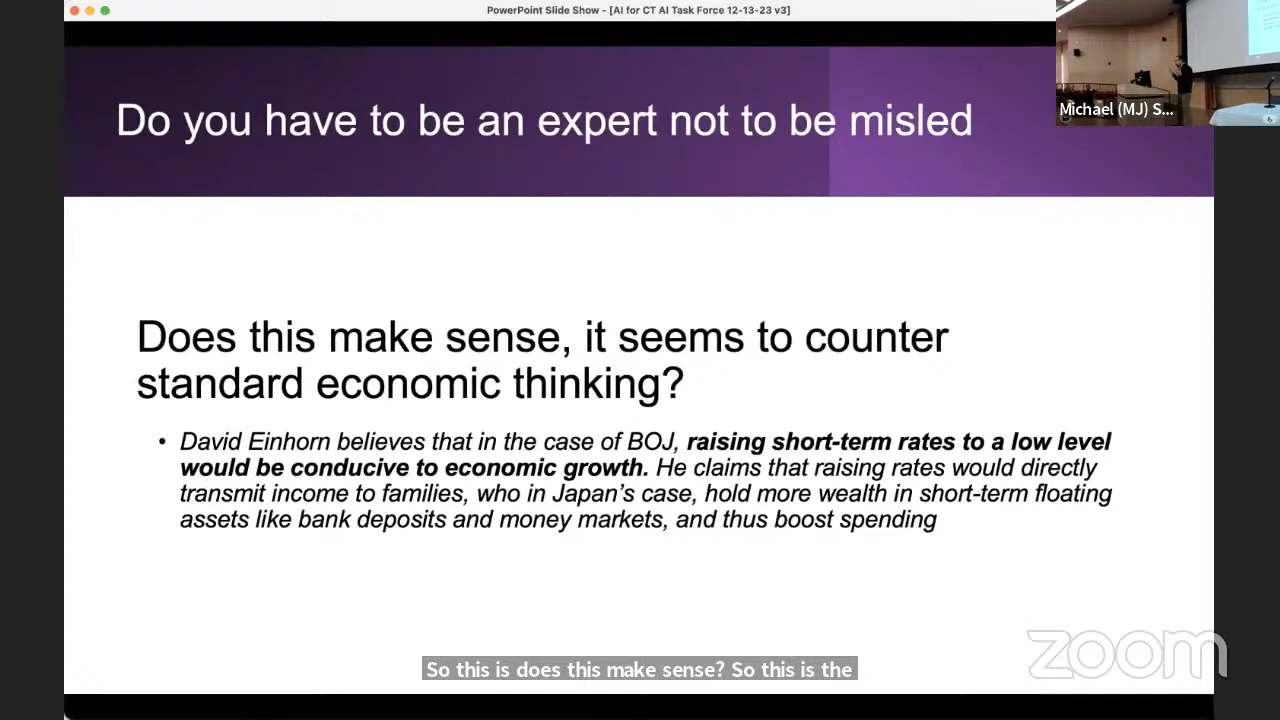 PowerPoint Slide Show - [AI for CT AI Task Force 12-13-23 v3]
Michael (MJ) S...
Do you have to be an expert not to be misled
Does this make sense, it seems to counter
standard economic thinking?
• David Einhorn believes that in the case of BOJ, raising short-term rates to a low level
would be conducive to economic growth. He claims that raising rates would directly
transmit income to families, who in Japan's case, hold more wealth in short-term floating
assets like bank deposits and money markets, and thus boost spending
So this is does this make sense? So this is the
zoom